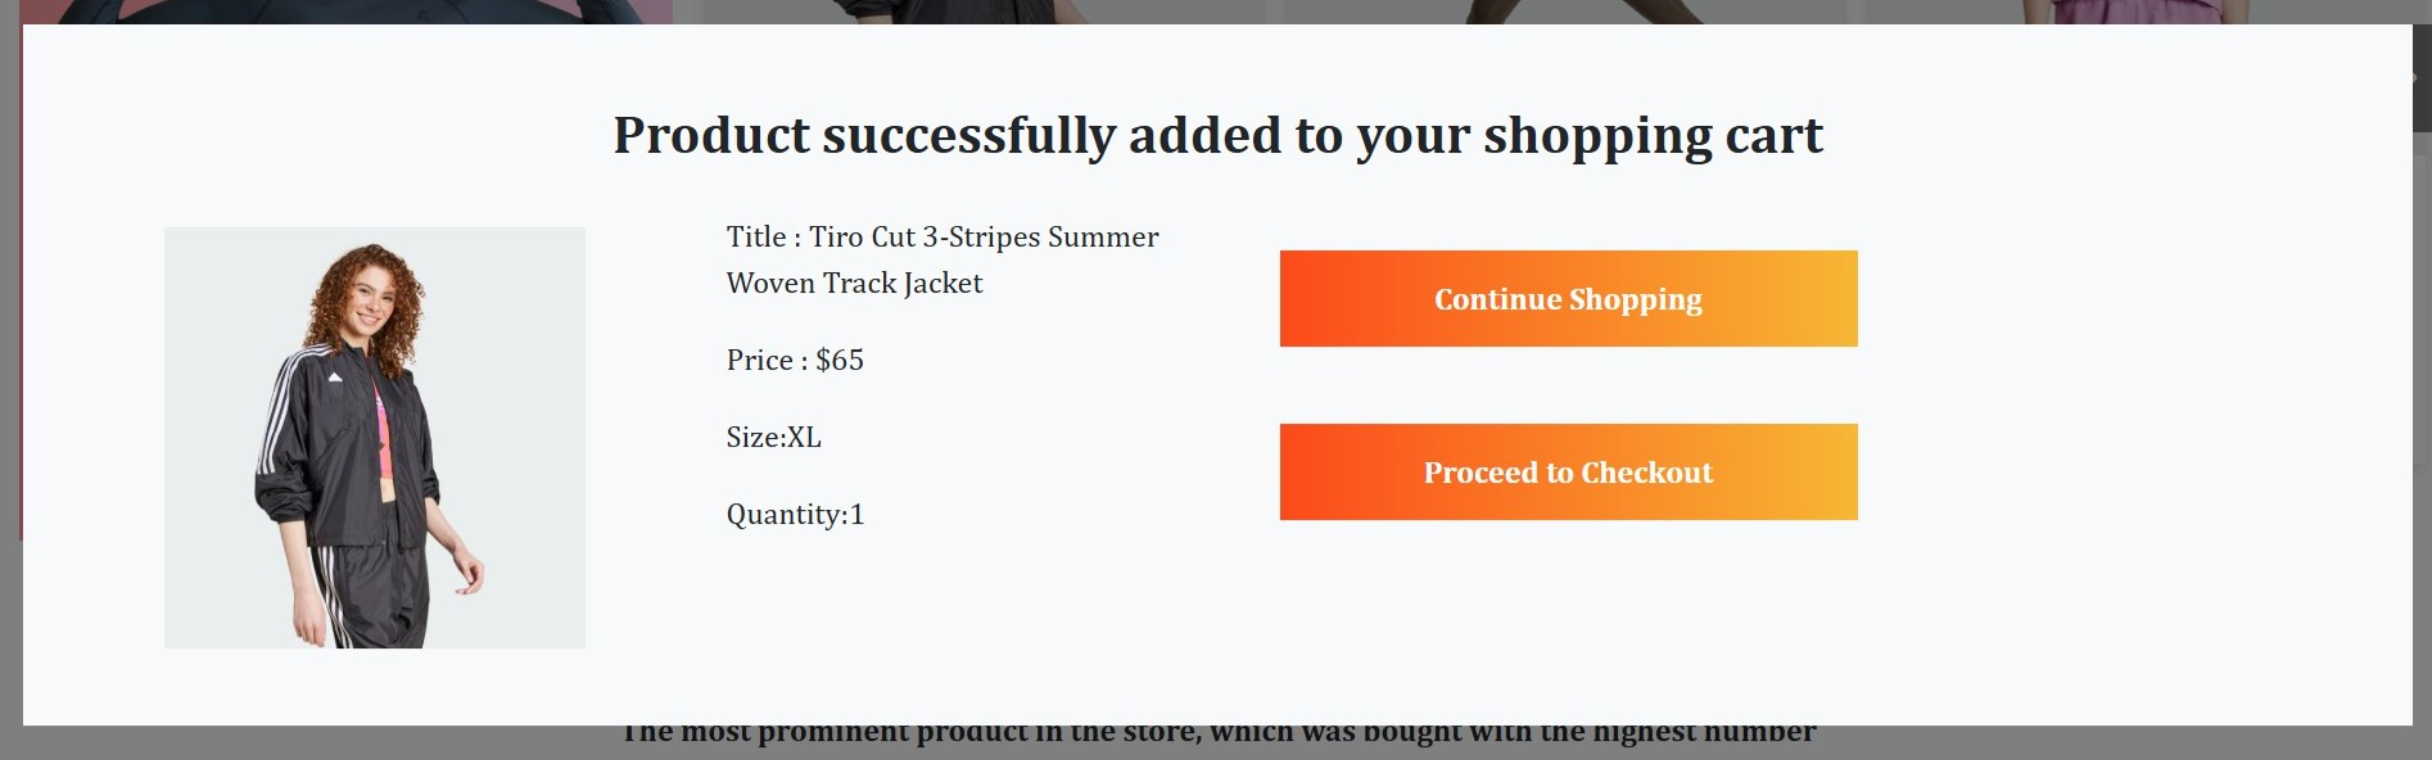 Product successfully added to your shopping cart
Title : Tiro Cut 3-Stripes Summer
Woven Track Jacket
Price : $65
Size:XL
Quantity:1
Continue Shopping
Proceed to Checkout
The most prominent product in the store, which was bought with the highest number